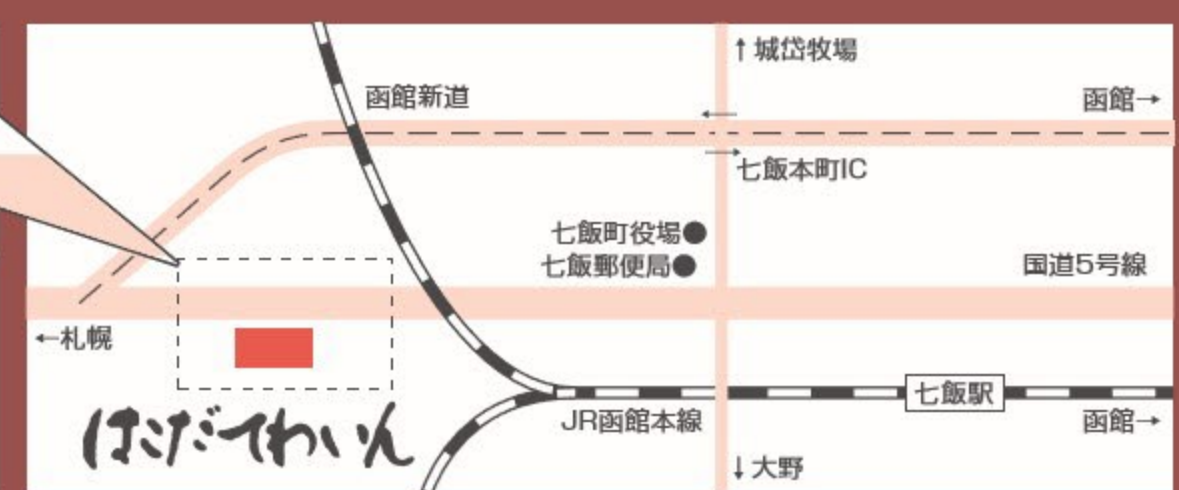 ↑城岱牧場
函館新道
函館→
七飯本町IC
七飯町役場●
七飯郵便局●
国道5号線
←札幌
はこだてわいん
JR函館本線
七飯駅
函館→
↓大野